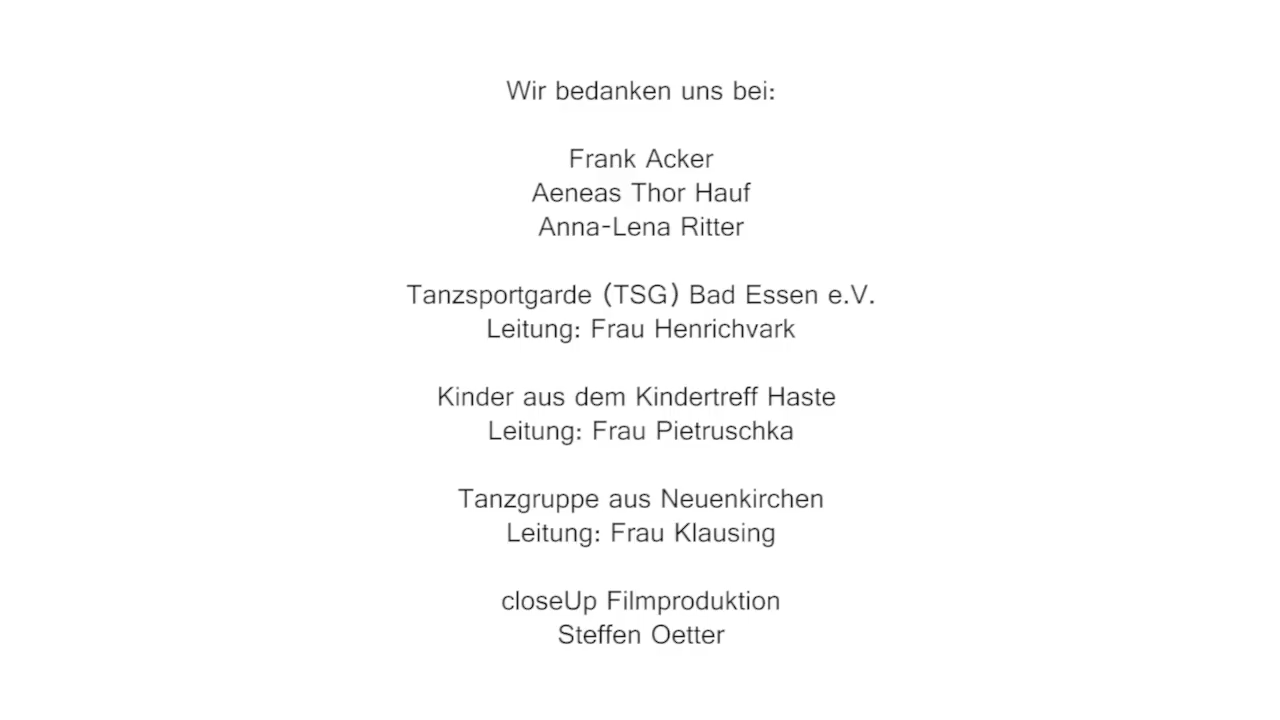 Wir bedanken uns bei:
Frank Acker
Aeneas Thor Hauf
Anna-Lena Ritter
Tanzsportgarde (TSG) Bad Essen e.V.
Leitung: Frau Henrichvark
Kinder aus dem Kindertreff Haste
Leitung: Frau Pietruschka
Tanzgruppe aus Neuenkirchen
Leitung: Frau Klausing
closeUp Filmproduktion
Steffen Oetter